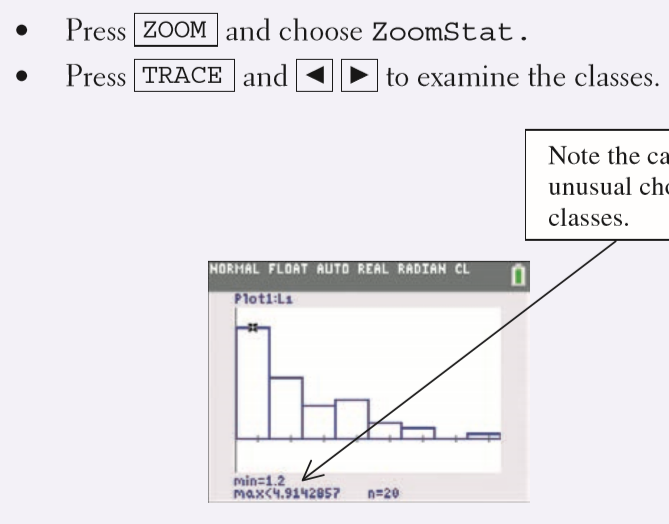 • Press ZOOM and choose ZoomStat.
• Press TRACE and ◄ ► to examine the classes.
Note the ca
unusual cho
classes.
NORMAL FLOAT AUTO REAL RADIAN CL
Plot1:L1
min=1.2
max<4.9142857 n=20